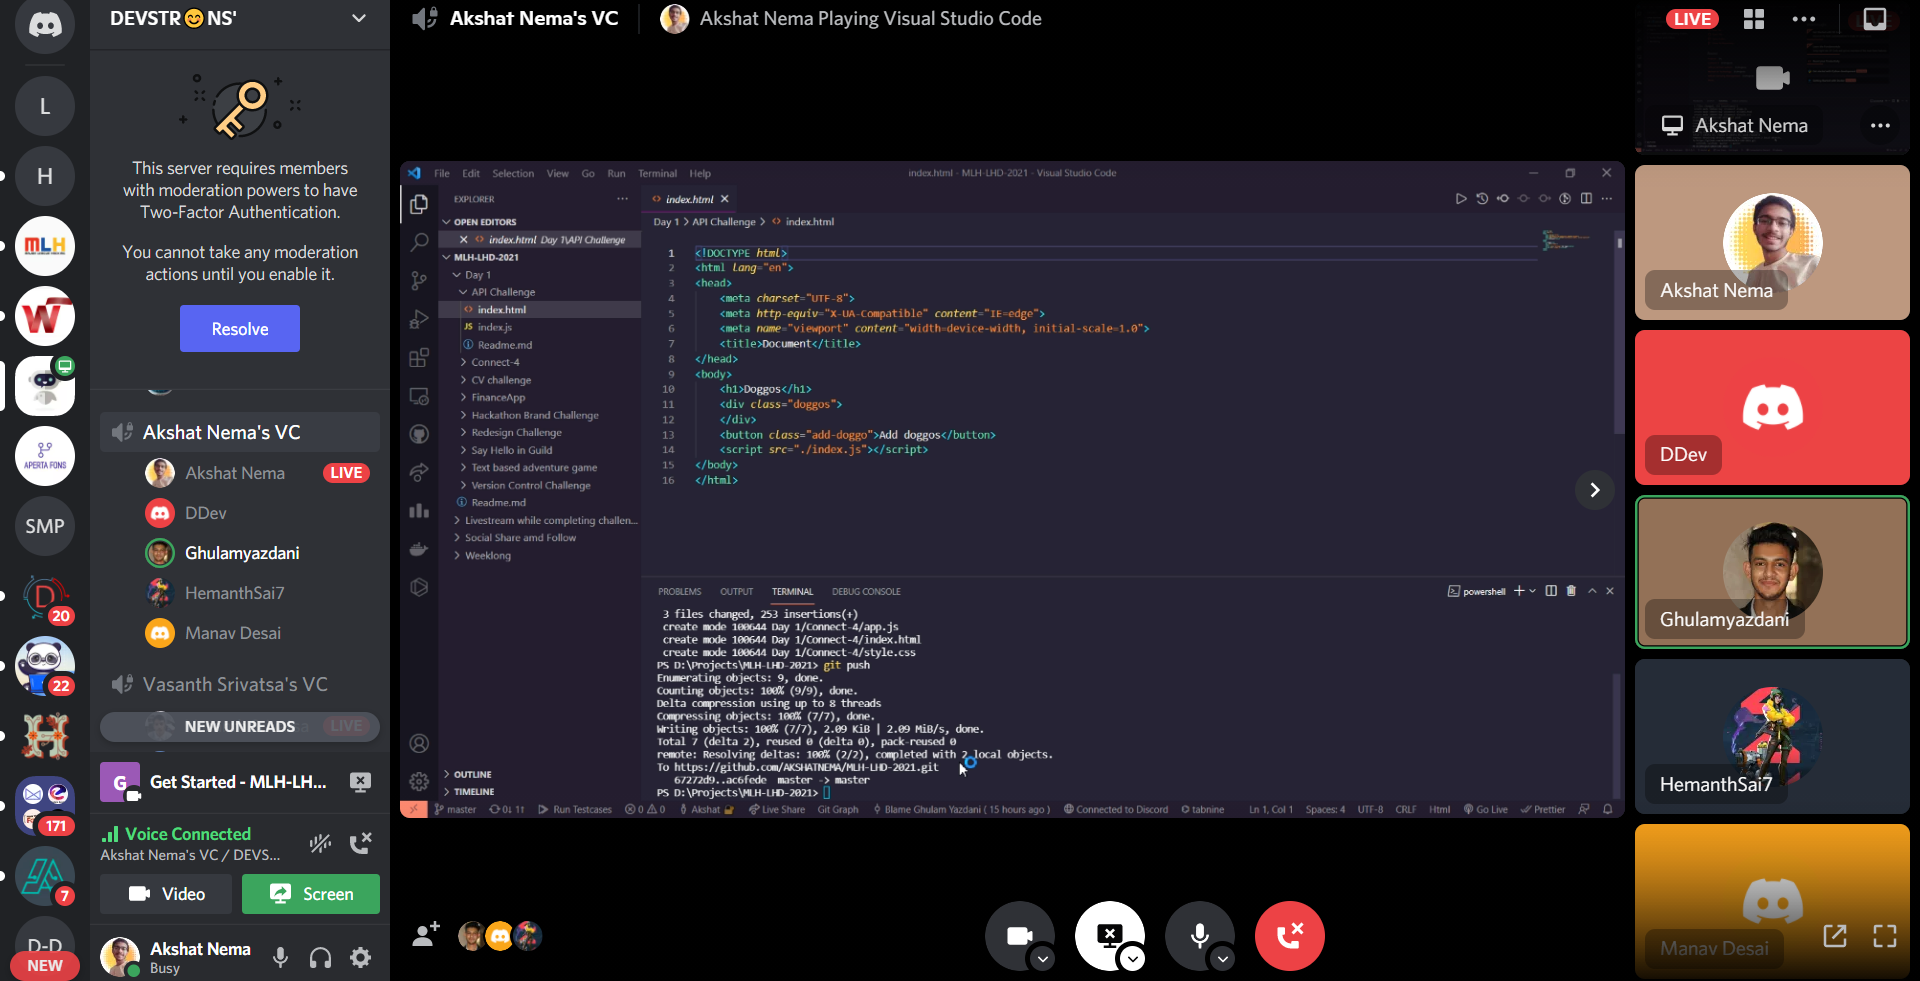 DEVSTR😊NS'
This server requires members
with moderation powers to have
Two-Factor Authentication.
You cannot take any moderation
actions until you enable it.
Resolve
L
H
MLH
W
APERTA FONS
SMP
D
20
22
H
171
7
D-D
NEW
Akshat Nema's VC
Akshat Nema
LIVE
DDev
Ghulamyazdani
HemanthSai7
Manav Desai
Vasanth Srivatsa's VC
NEW UNREADS
LIVE
G
Get Started - MLH-LH...
Voice Connected
Akshat Nema's VC / DEVS...
Video
Screen
Akshat Nema
Busy
Akshat Nema's VC
Akshat Nema Playing Visual Studio Code
LIVE
File Edit Selection View Go Run Terminal Help
index.html - MLH-LHD-2021 - Visual Studio Code
EXPLORER
OPEN EDITORS
index.html Day 1\API Challenge
MLH-LHD-2021
Day 1
API Challenge
index.html
JS index.js
Readme.md
Connect-4
CV challenge
FinanceApp
Hackathon Brand Challenge
Redesign Challenge
Say Hello in Guild
Text based adventure game
Version Control Challenge
Readme.md
Livestream while completing challen...
Social Share amd Follow
Weeklong
OUTLINE
TIMELINE
index.html
Day 1 > API Challenge > index.html
1 <!DOCTYPE html>
2 <html lang="en">
3 <head>
4 <meta charset="UTF-8">
5 <meta http-equiv="X-UA-Compatible" content="IE=edge">
6 <meta name="viewport" content="width=device-width, initial-scale=1.0">
7 <title>Document</title>
8 </head>
9 <body>
10 <h1>Doggos</h1>
11 <div class="doggos">
12 </div>
13 <button class="add-doggo">Add doggos</button>
14 <script src="./index.js"></script>
15 </body>
16 </html>
PROBLEMS OUTPUT TERMINAL DEBUG CONSOLE
powershell
3 files changed, 253 insertions(+)
create mode 100644 Day 1/Connect-4/app.js
create mode 100644 Day 1/Connect-4/index.html
create mode 100644 Day 1/Connect-4/style.css
PS D:\Projects\MLH-LHD-2021> git push
Enumerating objects: 9, done.
Counting objects: 100% (9/9), done.
Delta compression using up to 8 threads
Compressing objects: 100% (7/7), done.
Writing objects: 100% (7/7), 2.09 KiB | 2.09 MiB/s, done.
Total 7 (delta 2), reused 0 (delta 0), pack-reused 0
remote: Resolving deltas: 100% (2/2), completed with 2 local objects.
To https://github.com/AKSHATNEMA/MLH-LHD-2021.git
67272d9..ac6fede master -> master
PS D:\Projects\MLH-LHD-2021>
master 0↓ 1↑ Run Testcases 0 0 Akshat Live Share Git Graph Blame Ghulam Yazdani ( 15 hours ago ) Connected to Discord tabnine Ln 1, Col 1 Spaces: 4 UTF-8 CRLF Html Go Live Prettier
Akshat Nema
Akshat Nema
DDev
Ghulamyazdani
HemanthSai7
Manav Desai